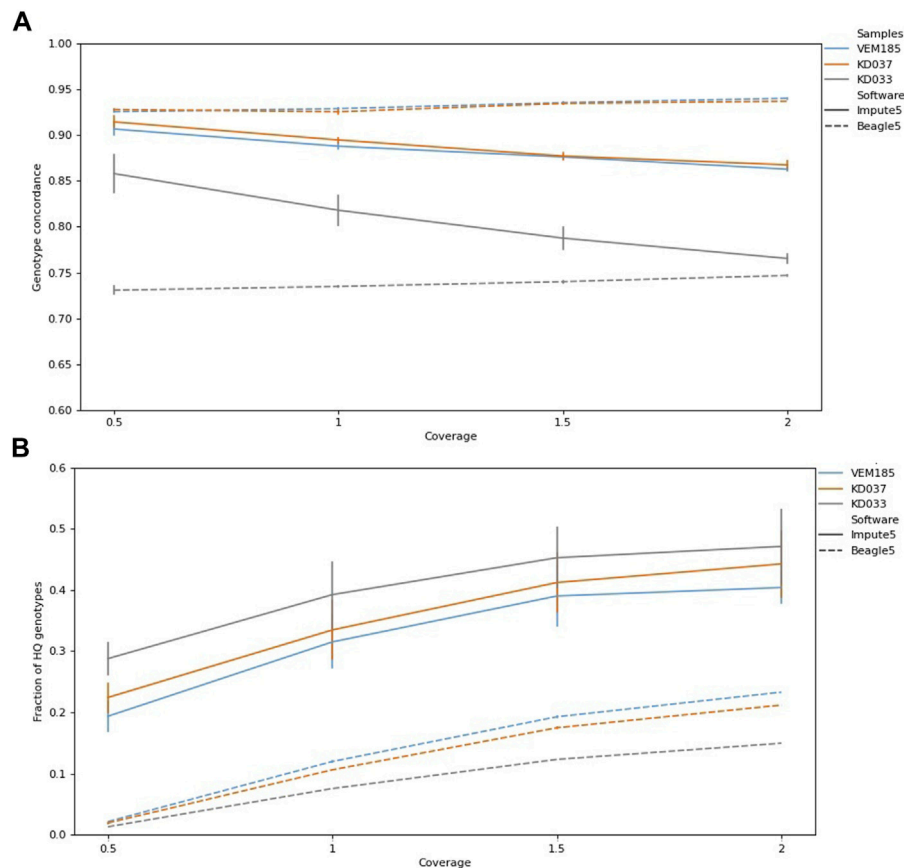 A
Samples
VEM185
KD037
KD033
Software
Impute5
Beagle5
1.00
0.95
0.90
0.85
0.80
0.75
0.70
0.65
0.60
Genotype concordance
0.5
1
1.5
2
Coverage
B
VEM185
KD037
KD033
Software
Impute5
Beagle5
0.6
0.5
0.4
0.3
0.2
0.1
0.0
Fraction of HQ genotypes
0.5
1
1.5
2
Coverage